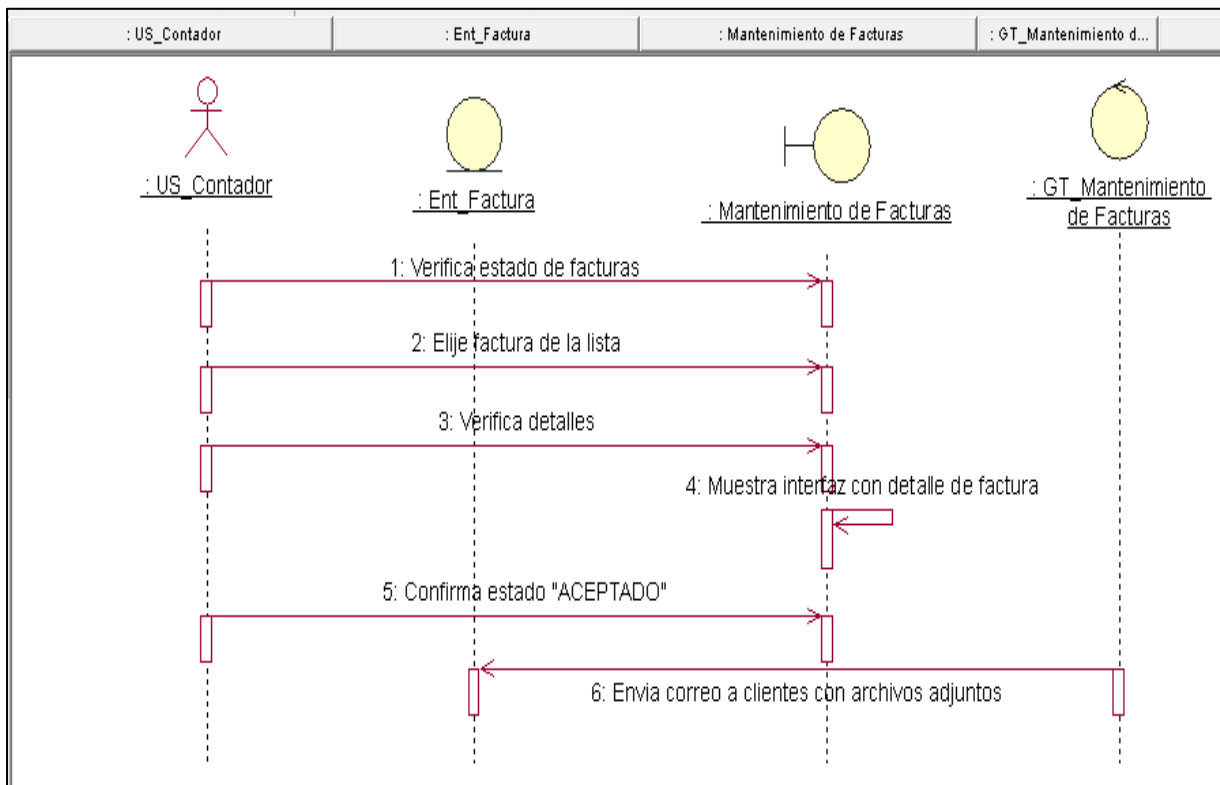 : US_Contador
: Ent_Factura
: Mantenimiento de Facturas
: GT_Mantenimiento d...
: US_Contador
: Ent_Factura
: Mantenimiento de Facturas
: GT_Mantenimiento
de Facturas
1: Verifica estado de facturas
2: Elije factura de la lista
3: Verifica detalles
4: Muestra interfaz con detalle de factura
5: Confirma estado "ACEPTADO"
6: Envia correo a clientes con archivos adjuntos